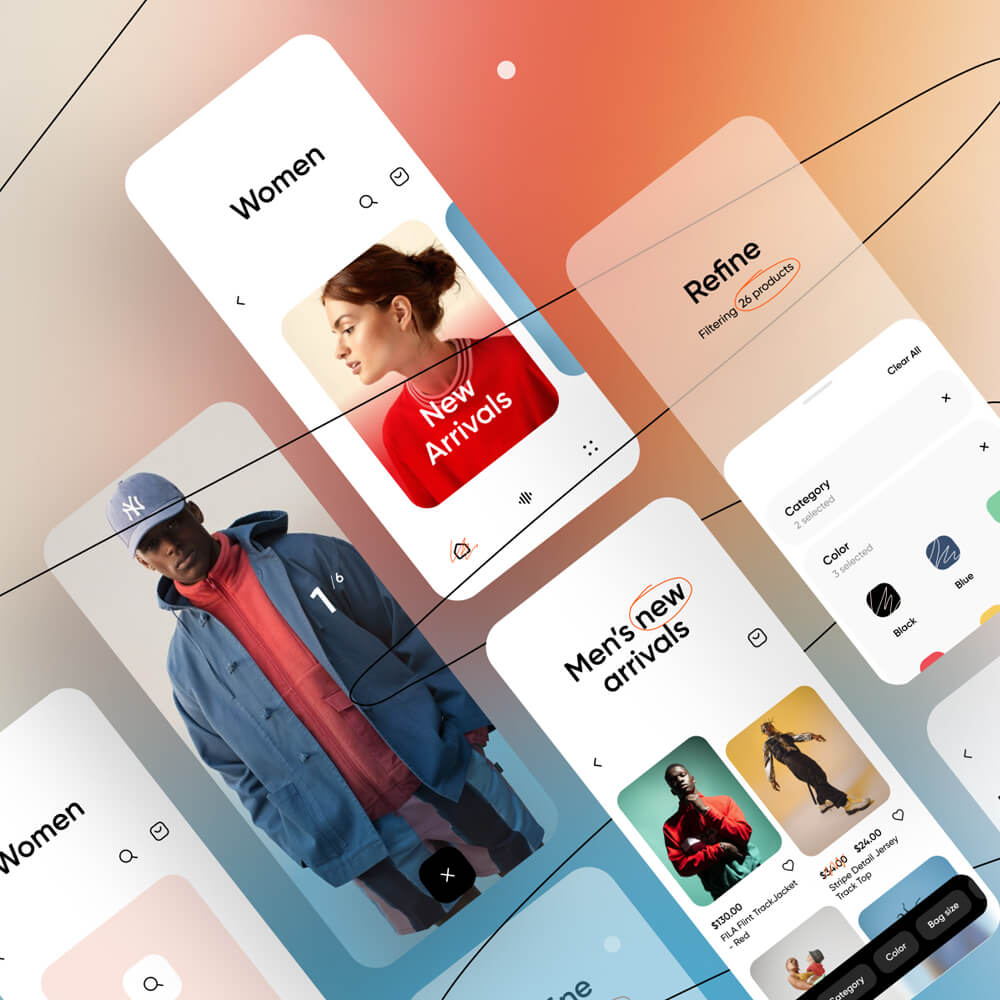 Women
New
Arrivals
Refine
Filtering 26 products
Clear All
Category
2 selected
Color
3 selected
Black
Blue
NY
1/6
Men's new
arrivals
$130.00
FILA Flint TrackJacket
- Red
$34.00 $24.00
Stripe Detail Jersey
Track Top
Category
Color
Bag size
Women